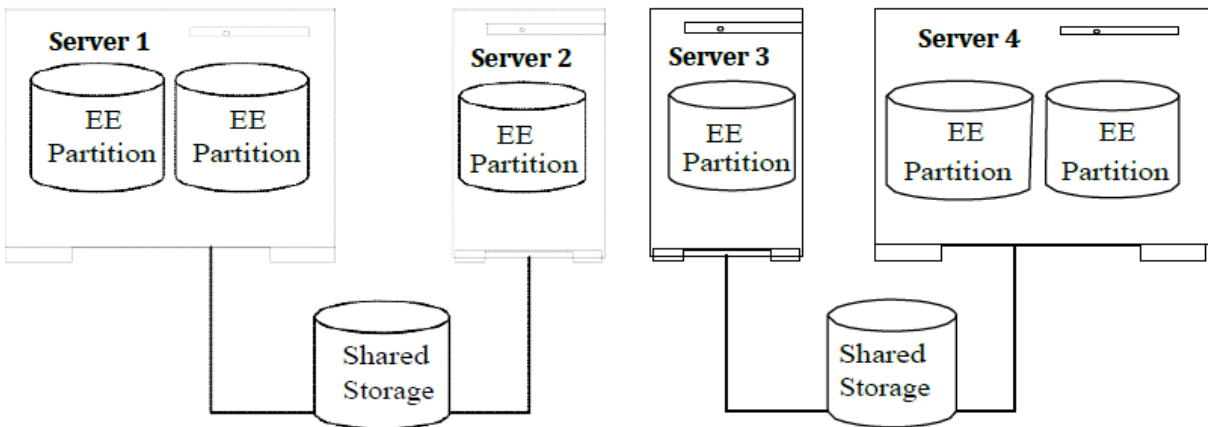 Server 1
EE
Partition
EE
Partition
Server 2
EE
Partition
Server 3
EE
Partition
Server 4
EE
Partition
EE
Partition
Shared
Storage
Shared
Storage